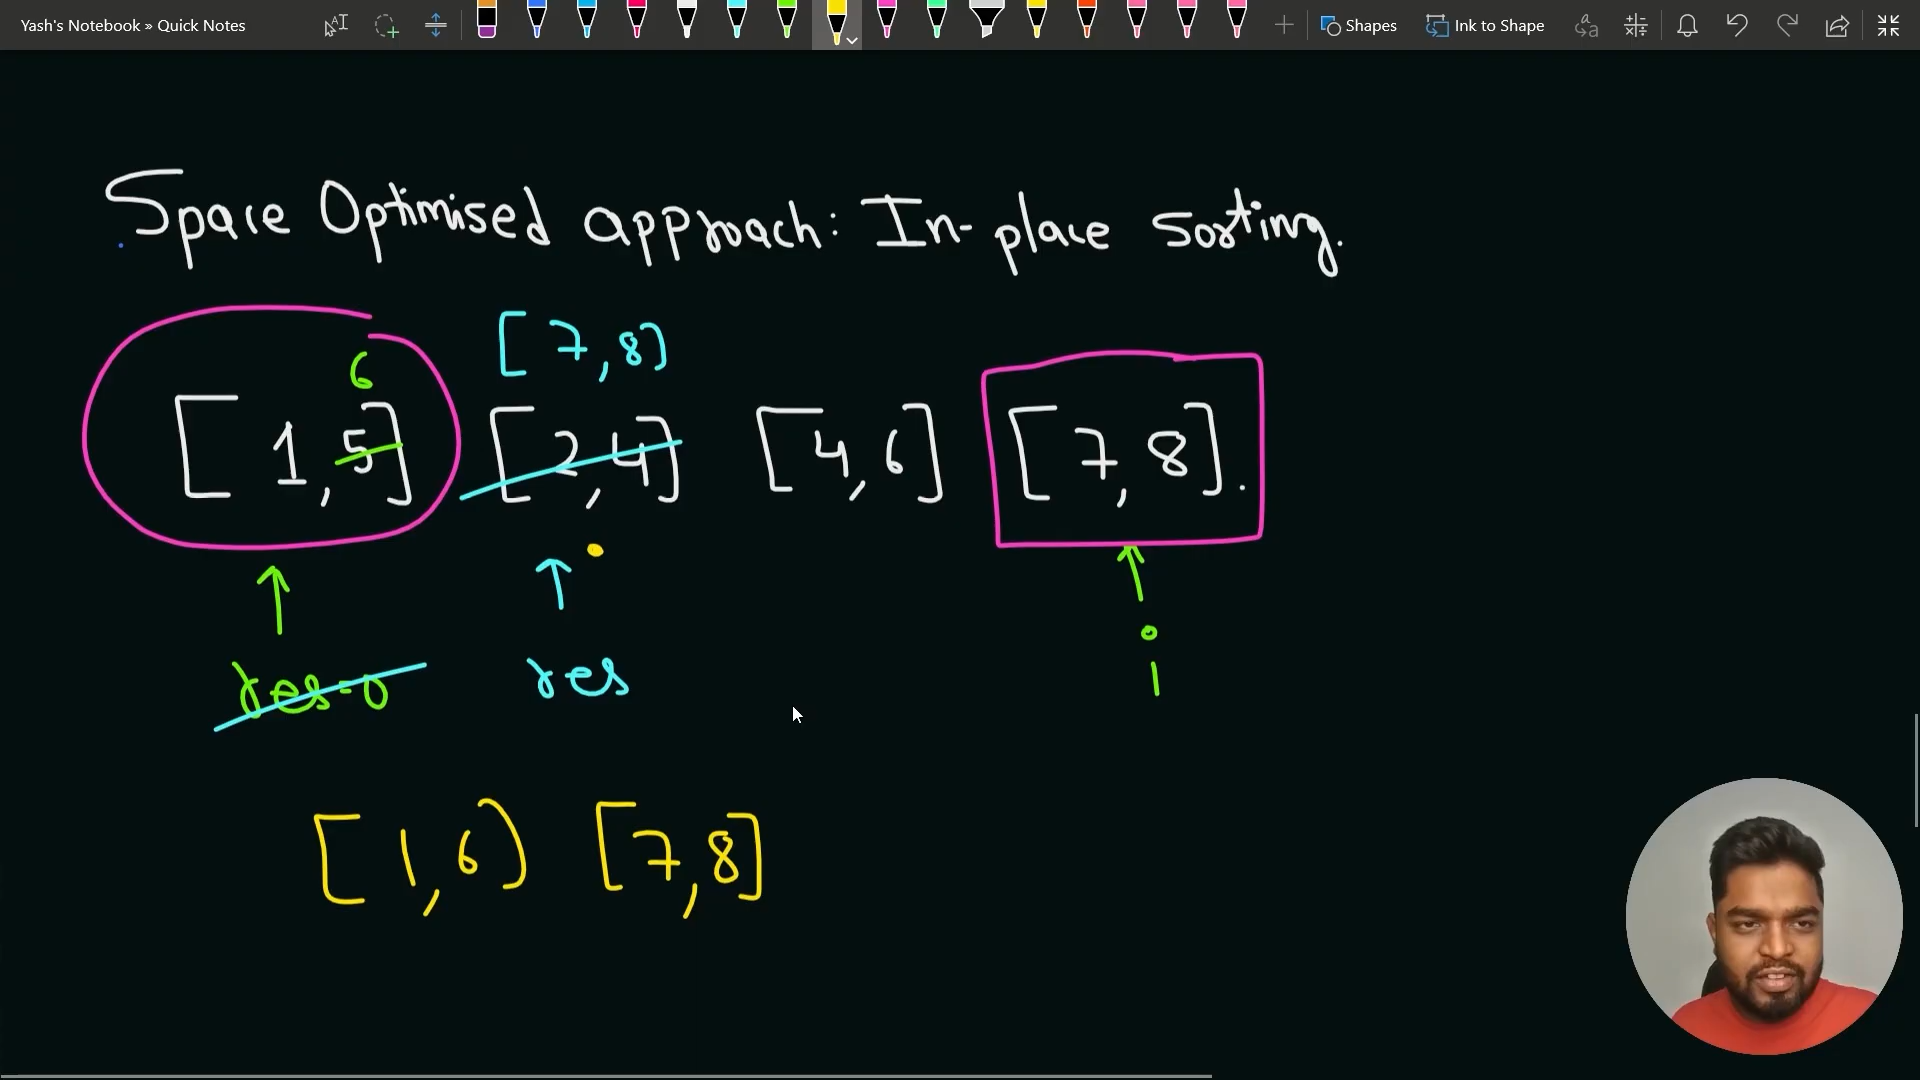 Yash's Notebook » Quick Notes
Shapes
Ink to Shape
Space Optimised approach: In-place Sorting.
[7,8]
6
[1,5] [2,4] [4,6] [7,8].
res=0 res i
[1,6) [7,8]